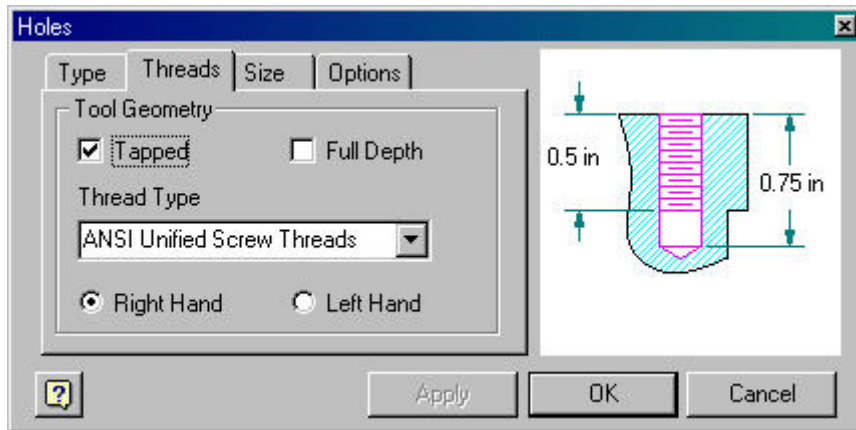 Holes
Type Threads Size Options
Tool Geometry
Tapped Full Depth
Thread Type
ANSI Unified Screw Threads
Right Hand Left Hand
0.5 in
0.75 in
? Apply OK Cancel